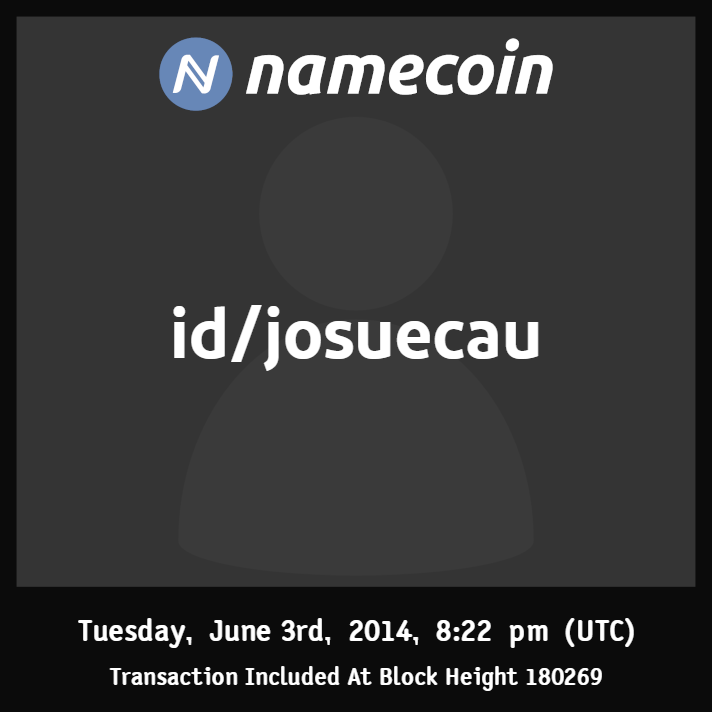 namecoin
id/josuecau
Tuesday, June 3rd, 2014, 8:22 pm (UTC)
Transaction Included At Block Height 180269